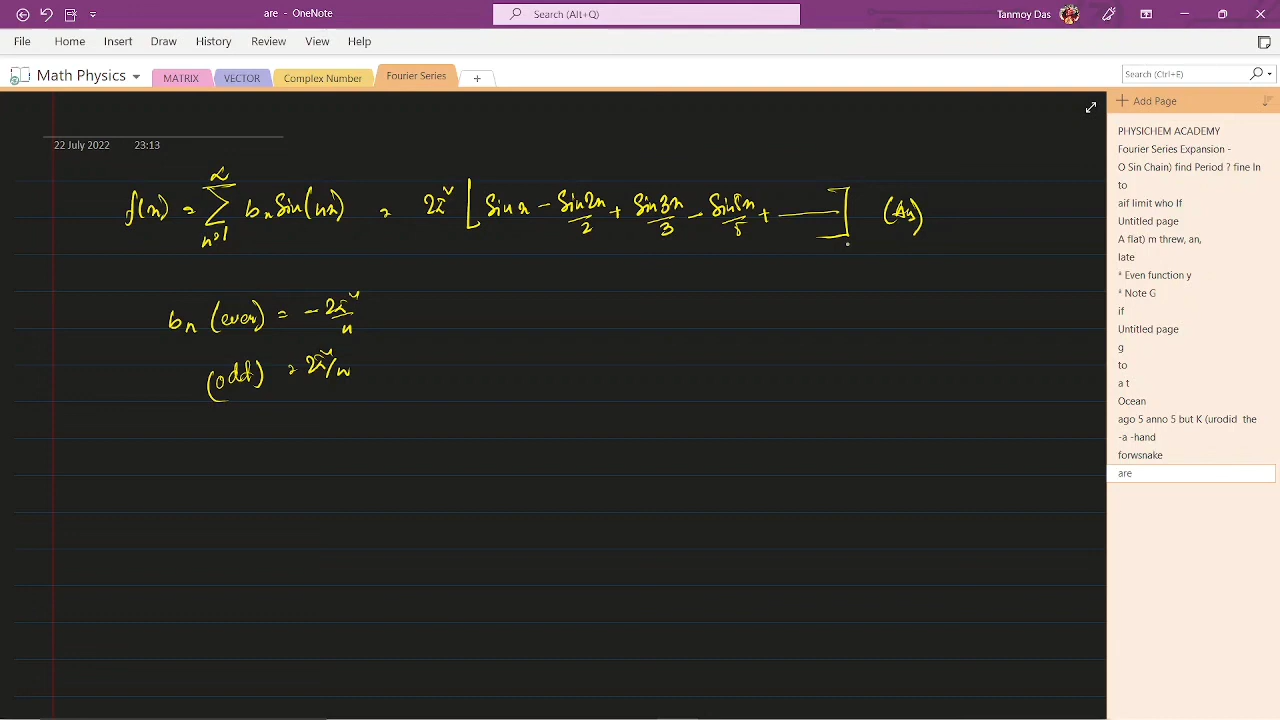 are - OneNote
Search (Alt+Q)
Tanmoy Das
File Home Insert Draw History Review View Help
Math Physics
MATRIX VECTOR Complex Number Fourier Series +
Search (Ctrl+E)
Add Page
22 July 2022 23:13
f(x) = ∑ n=1 ∝ bₙ Sin(nx) = 2π² [ Sin x - Sin2x/2 + Sin3x/3 - Sin5x/5 + ——— ] (As)
bₙ (even) = - 2π²/n
(odd) = 2π²/n
PHYSICHEM ACADEMY
Fourier Series Expansion -
O Sin Chain) find Period ? fine In
to
aif limit who If
Untitled page
A flat) m threw, an,
late
* Even function y
* Note G
if
Untitled page
g
to
a t
Ocean
ago 5 anno 5 but K (urodid the
-a -hand
forwsnake
are